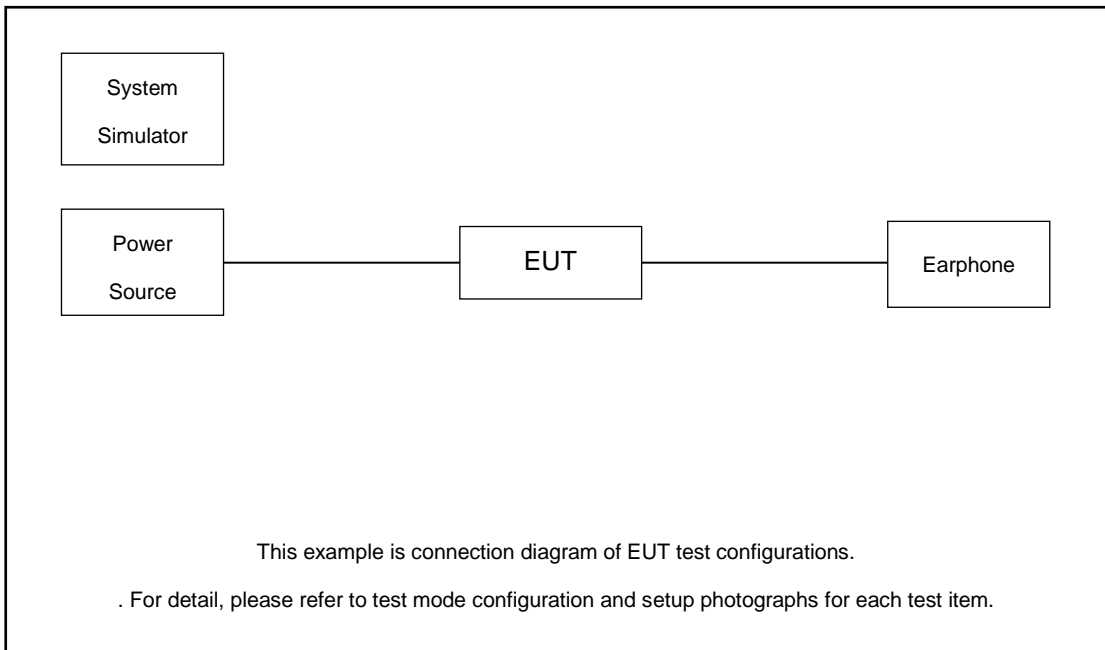 System
Simulator
Power
Source
EUT
Earphone
This example is connection diagram of EUT test configurations.
. For detail, please refer to test mode configuration and setup photographs for each test item.